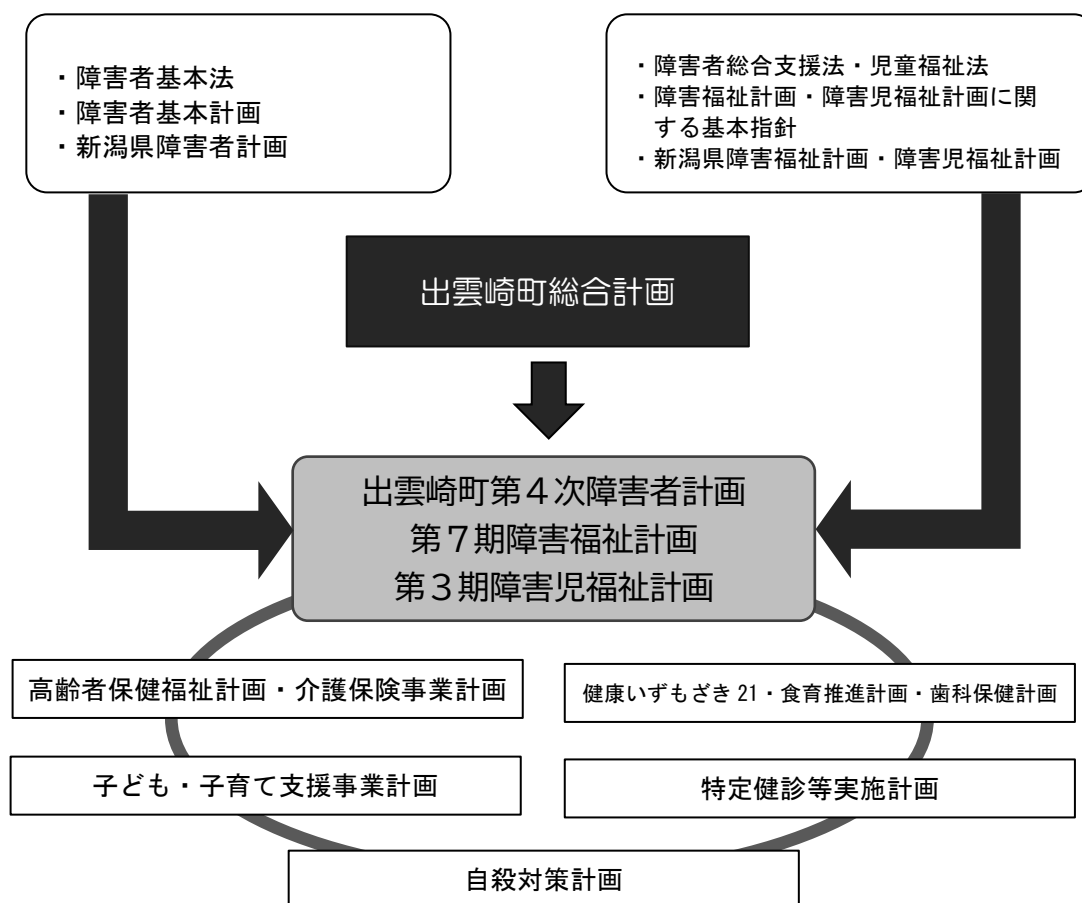 ・障害者基本法
・障害者基本計画
・新潟県障害者計画
・障害者総合支援法・児童福祉法
・障害福祉計画・障害児福祉計画に関
する基本指針
・新潟県障害福祉計画・障害児福祉計画
出雲崎町総合計画
出雲崎町第４次障害者計画
第７期障害福祉計画
第３期障害児福祉計画
高齢者保健福祉計画・介護保険事業計画
健康いずもざき21・食育推進計画・歯科保健計画
子ども・子育て支援事業計画
特定健診等実施計画
自殺対策計画